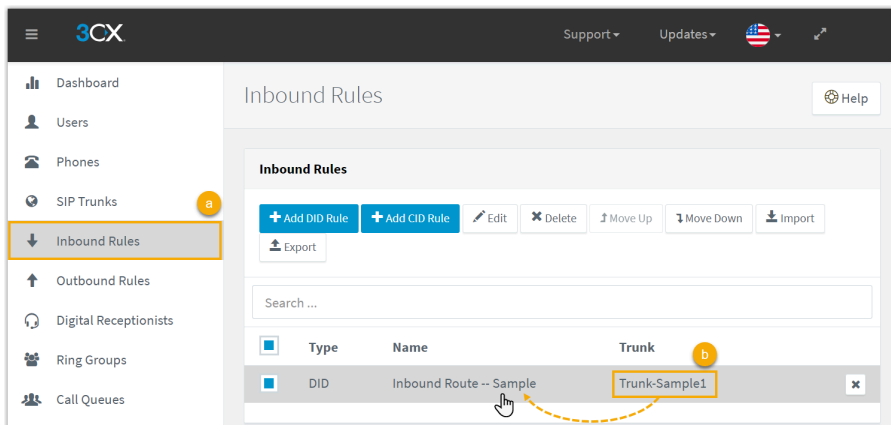 3CX
Support
Updates
Dashboard
Users
Phones
SIP Trunks
a
Inbound Rules
Outbound Rules
Digital Receptionists
Ring Groups
Call Queues
Inbound Rules
Help
Inbound Rules
Add DID Rule Add CID Rule Edit Delete Move Up Move Down Import
Export
Search ...
Type Name Trunk
b
DID Inbound Route -- Sample Trunk-Sample1